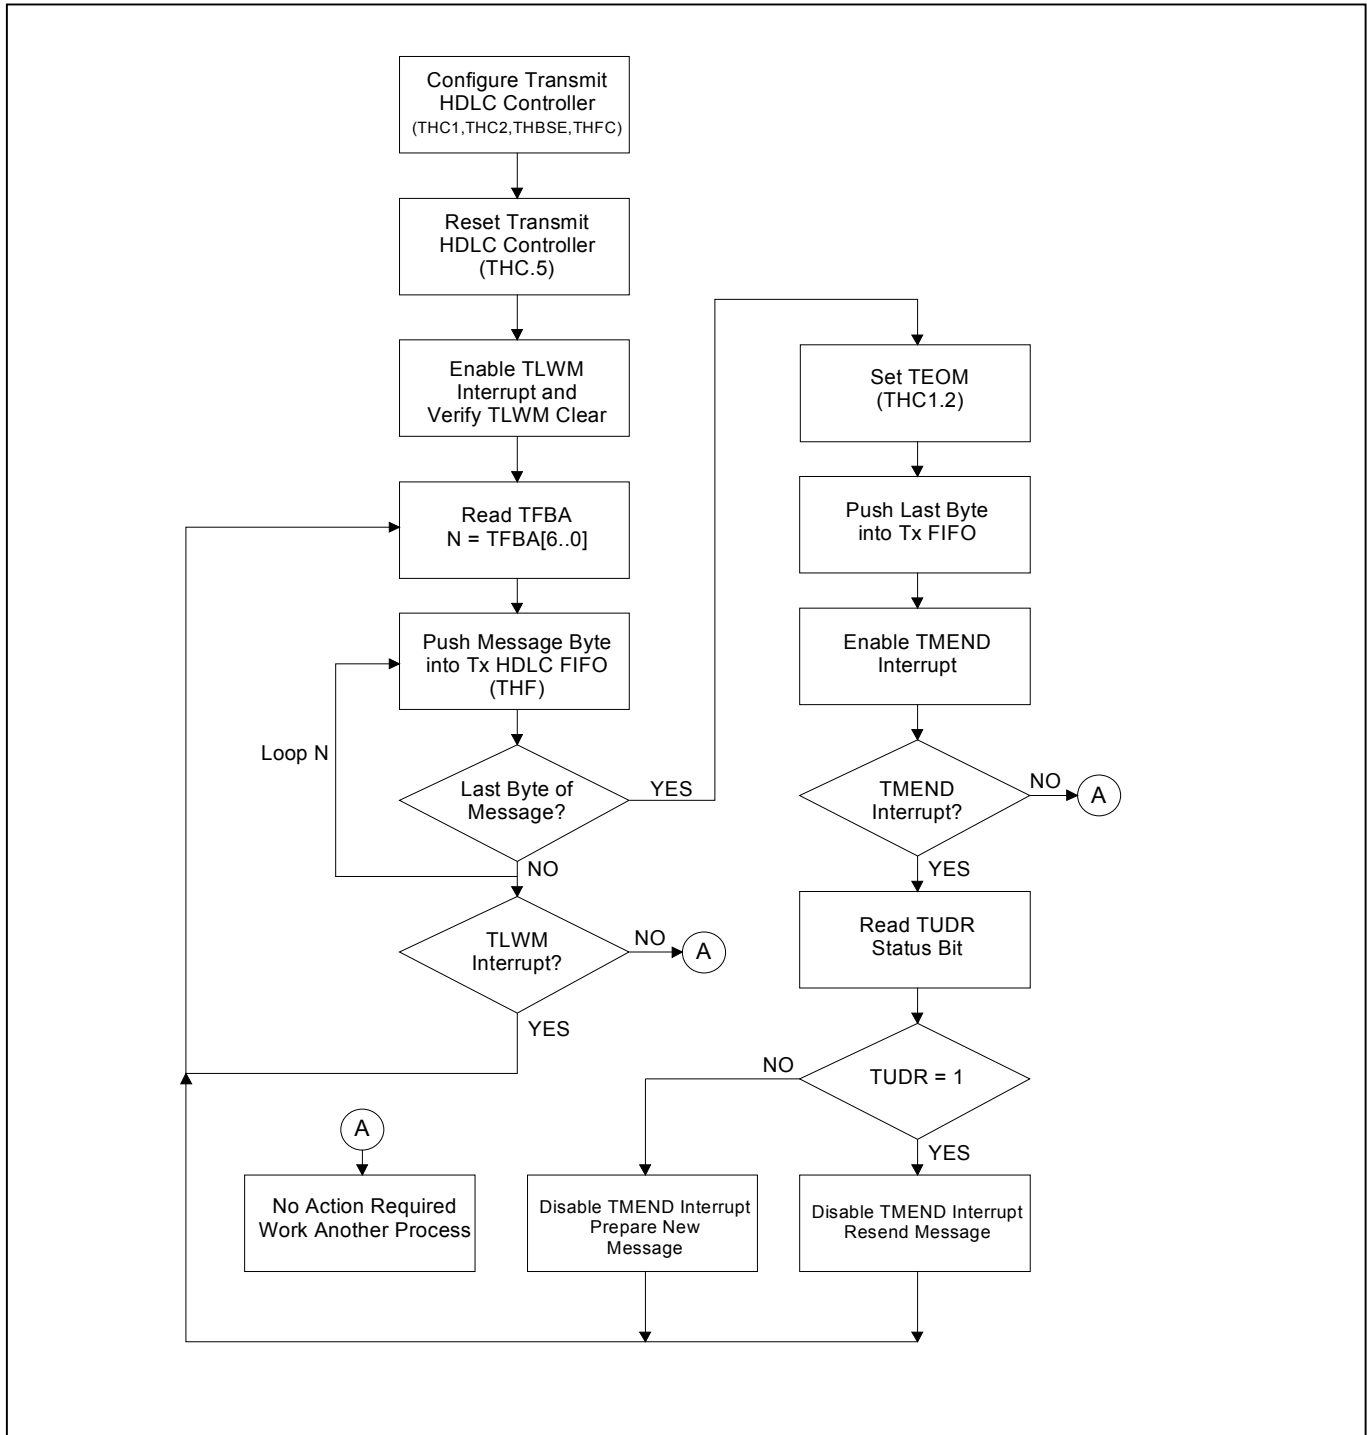 Configure Transmit
HDLC Controller
(THC1,THC2,THBSE,THFC)
Reset Transmit
HDLC Controller
(THC.5)
Enable TLWM
Interrupt and
Verify TLWM Clear
Read TFBA
N = TFBA[6..0]
Push Message Byte
into Tx HDLC FIFO
(THF)
Loop N
Last Byte of
Message?
YES
NO
TLWM
Interrupt?
NO
A
YES
A
No Action Required
Work Another Process
Set TEOM
(THC1.2)
Push Last Byte
into Tx FIFO
Enable TMEND
Interrupt
TMEND
Interrupt?
NO
A
YES
Read TUDR
Status Bit
TUDR = 1
NO
YES
Disable TMEND Interrupt
Prepare New
Message
Disable TMEND Interrupt
Resend Message